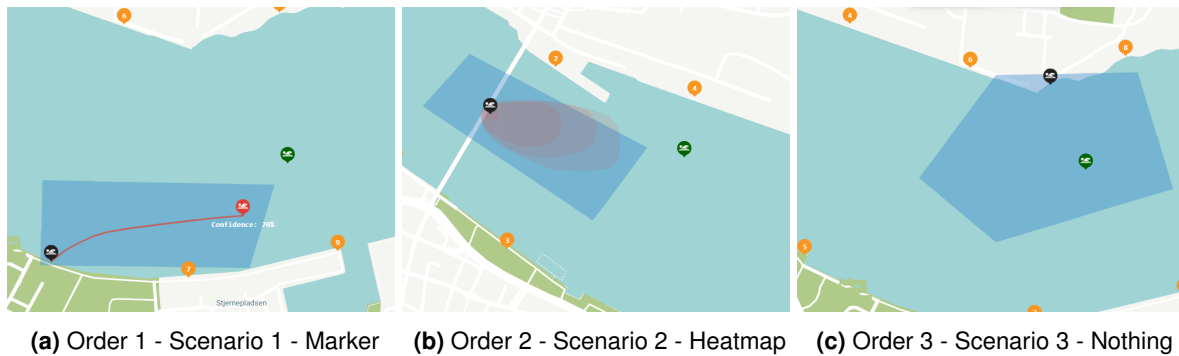 6
Confidence: 70%
9
7
Stjernepladsen
2
4
3
4
6
8
5
(a) Order 1 - Scenario 1 - Marker
(b) Order 2 - Scenario 2 - Heatmap
(c) Order 3 - Scenario 3 - Nothing